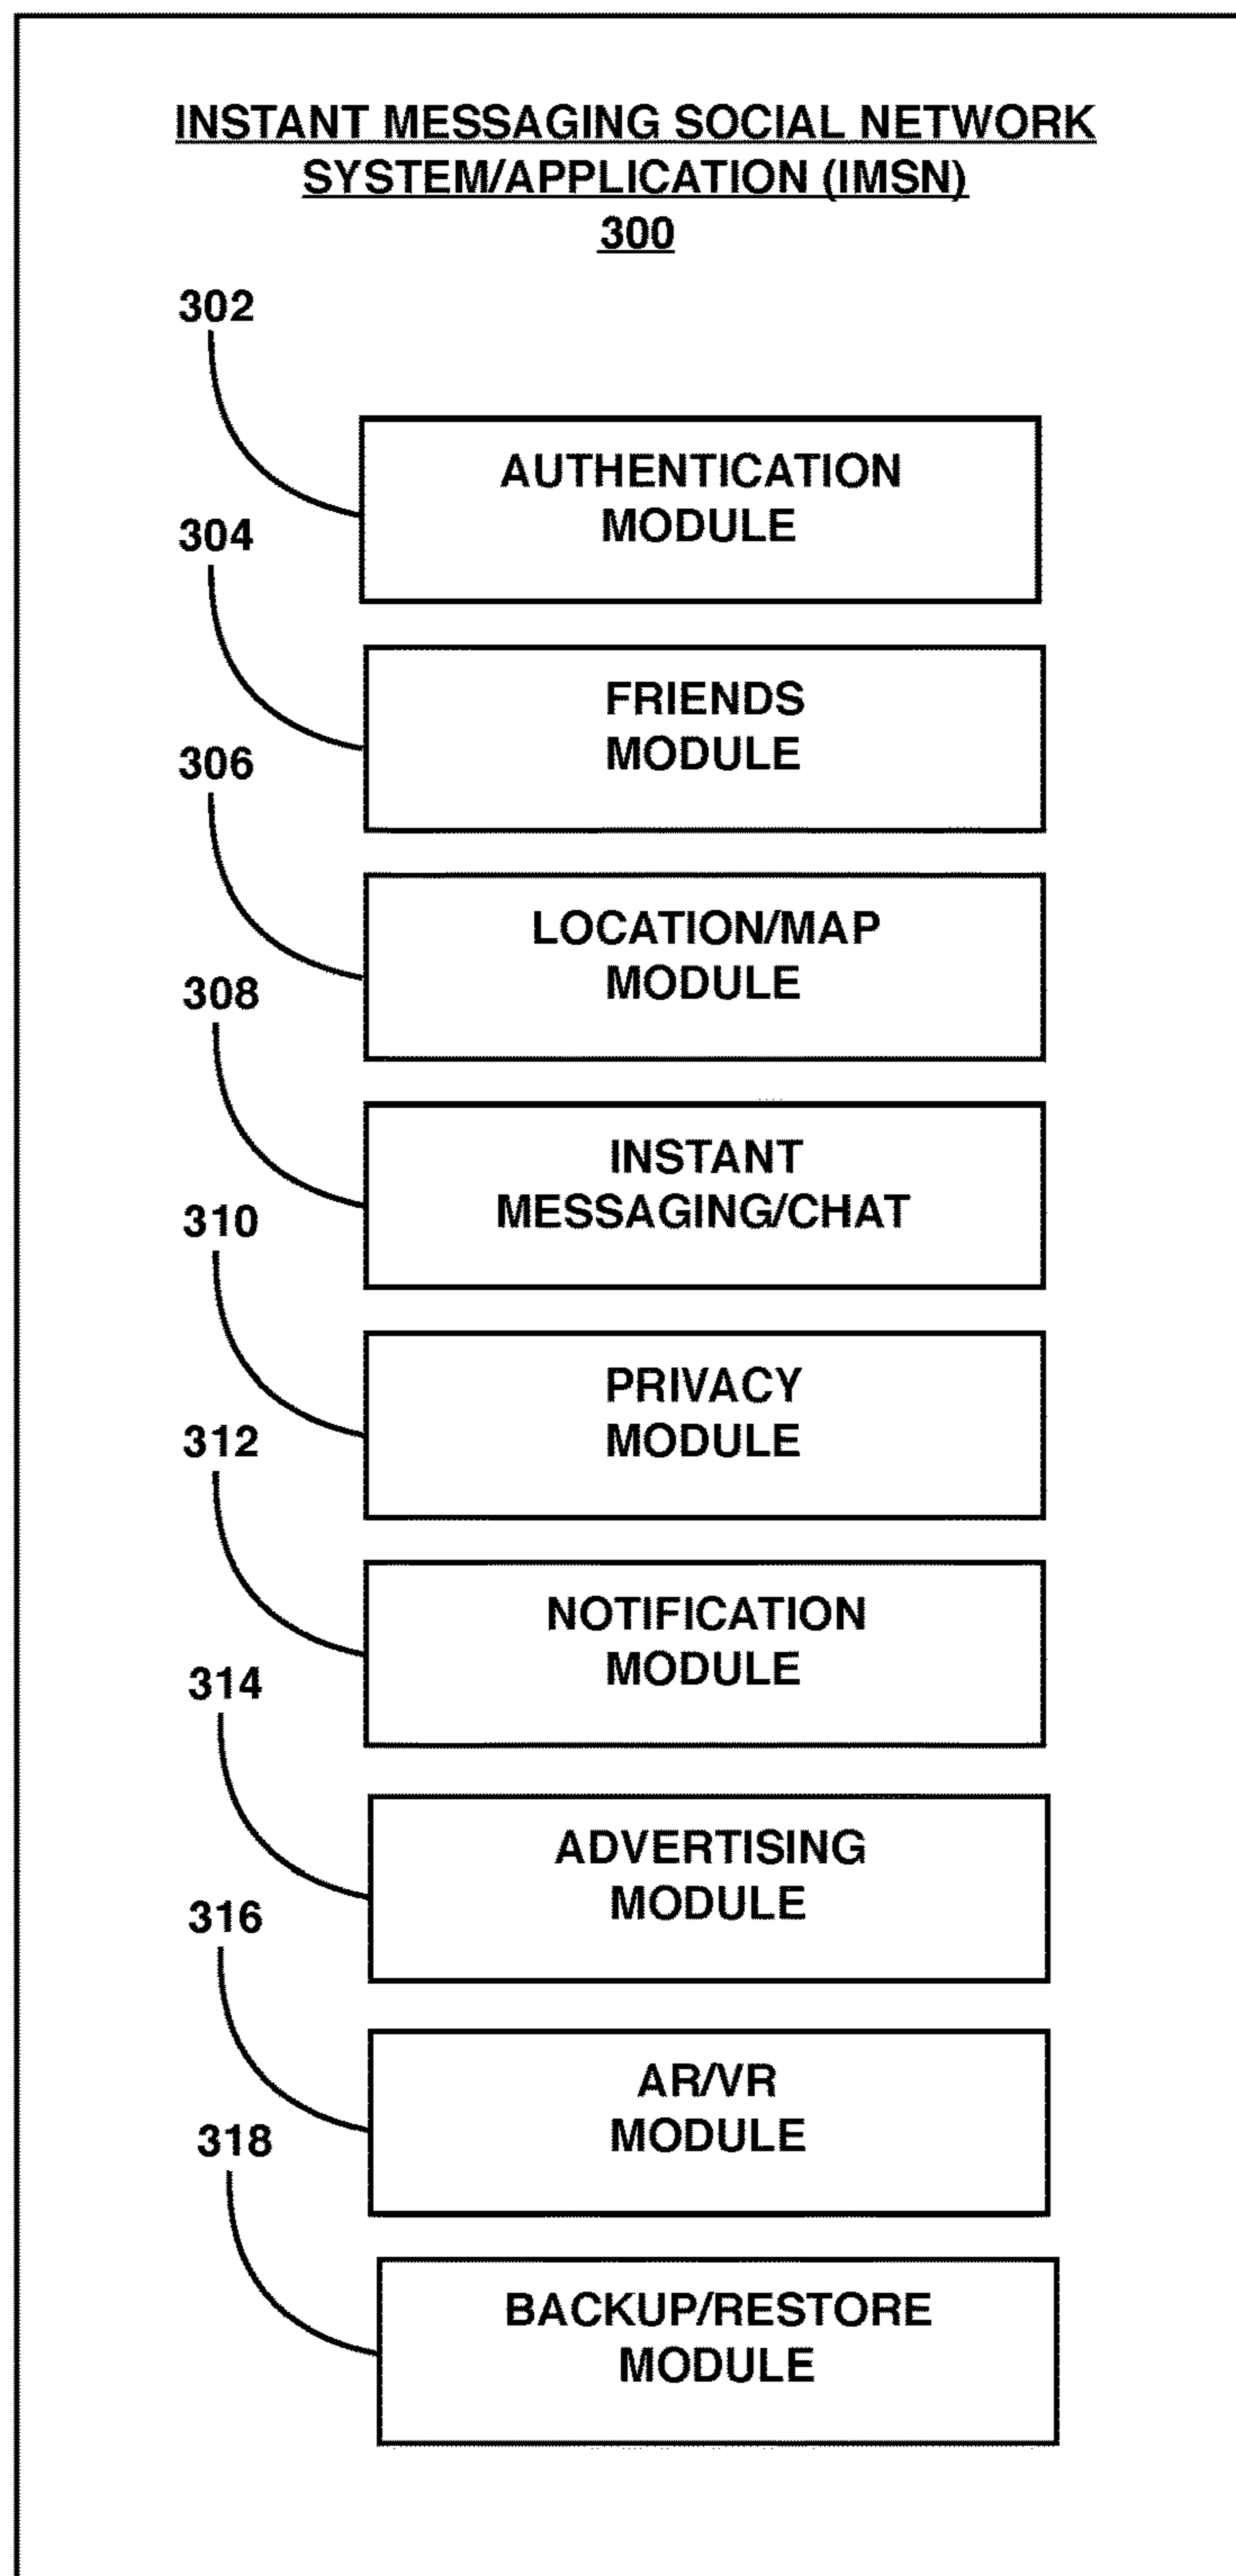 INSTANT MESSAGING SOCIAL NETWORK
SYSTEM/APPLICATION (IMSN)
300
302
AUTHENTICATION
MODULE
304
FRIENDS
MODULE
306
LOCATION/MAP
MODULE
308
INSTANT
MESSAGING/CHAT
310
PRIVACY
MODULE
312
NOTIFICATION
MODULE
314
ADVERTISING
MODULE
316
AR/VR
MODULE
318
BACKUP/RESTORE
MODULE